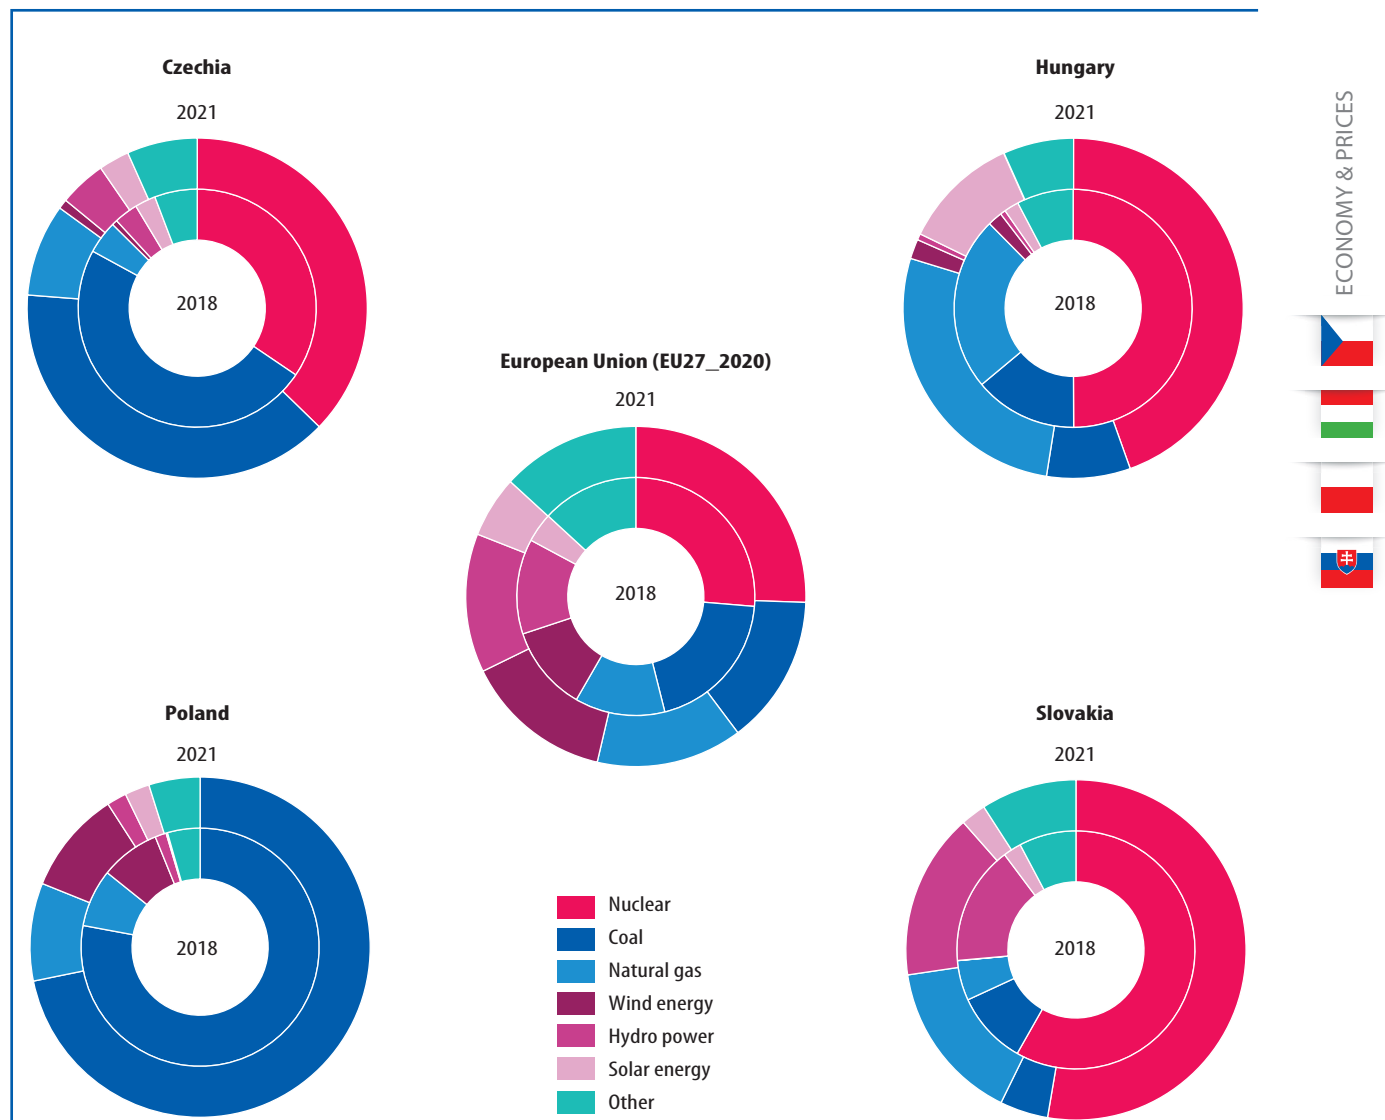 Czechia
2021
2018
Hungary
2021
2018
ECONOMY & PRICES
European Union (EU27_2020)
2021
2018
Poland
2021
2018
Slovakia
2021
2018
Nuclear
Coal
Natural gas
Wind energy
Hydro power
Solar energy
Other